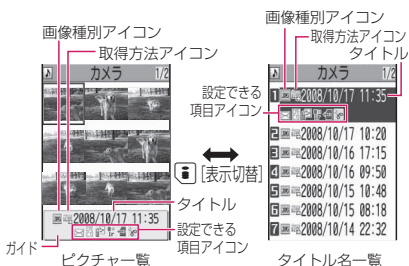 画像種別アイコン
取得方法アイコン
カメラ 1/2
2008/10/17 11:35
タイトル
設定できる
項目アイコン
ガイド
ピクチャ一覧
[表示切替]
画像種別アイコン
取得方法アイコン
タイトル
カメラ 1/2
設定できる
項目アイコン
1 2008/10/17 11:35
2 2008/10/17 10:20
3 2008/10/16 17:15
4 2008/10/16 09:50
5 2008/10/15 10:48
6 2008/10/15 08:18
7 2008/10/14 22:32
タイトル名一覧